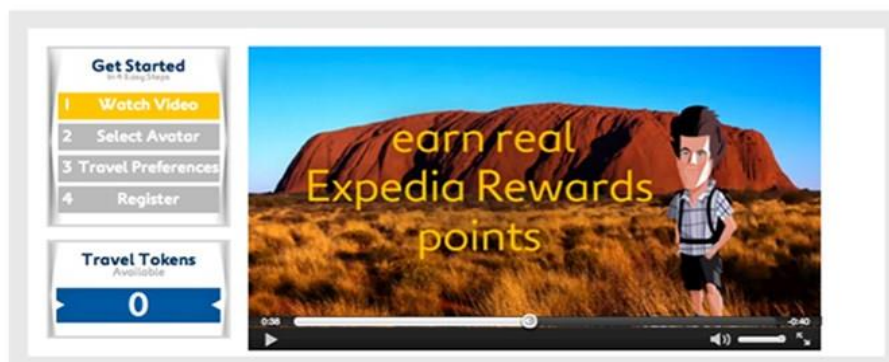 Get Started
In 4 Easy Steps
1 Watch Video
2 Select Avatar
3 Travel Preferences
4 Register
Travel Tokens
Available
0
earn real
Expedia Rewards
points
0:38
-0:40